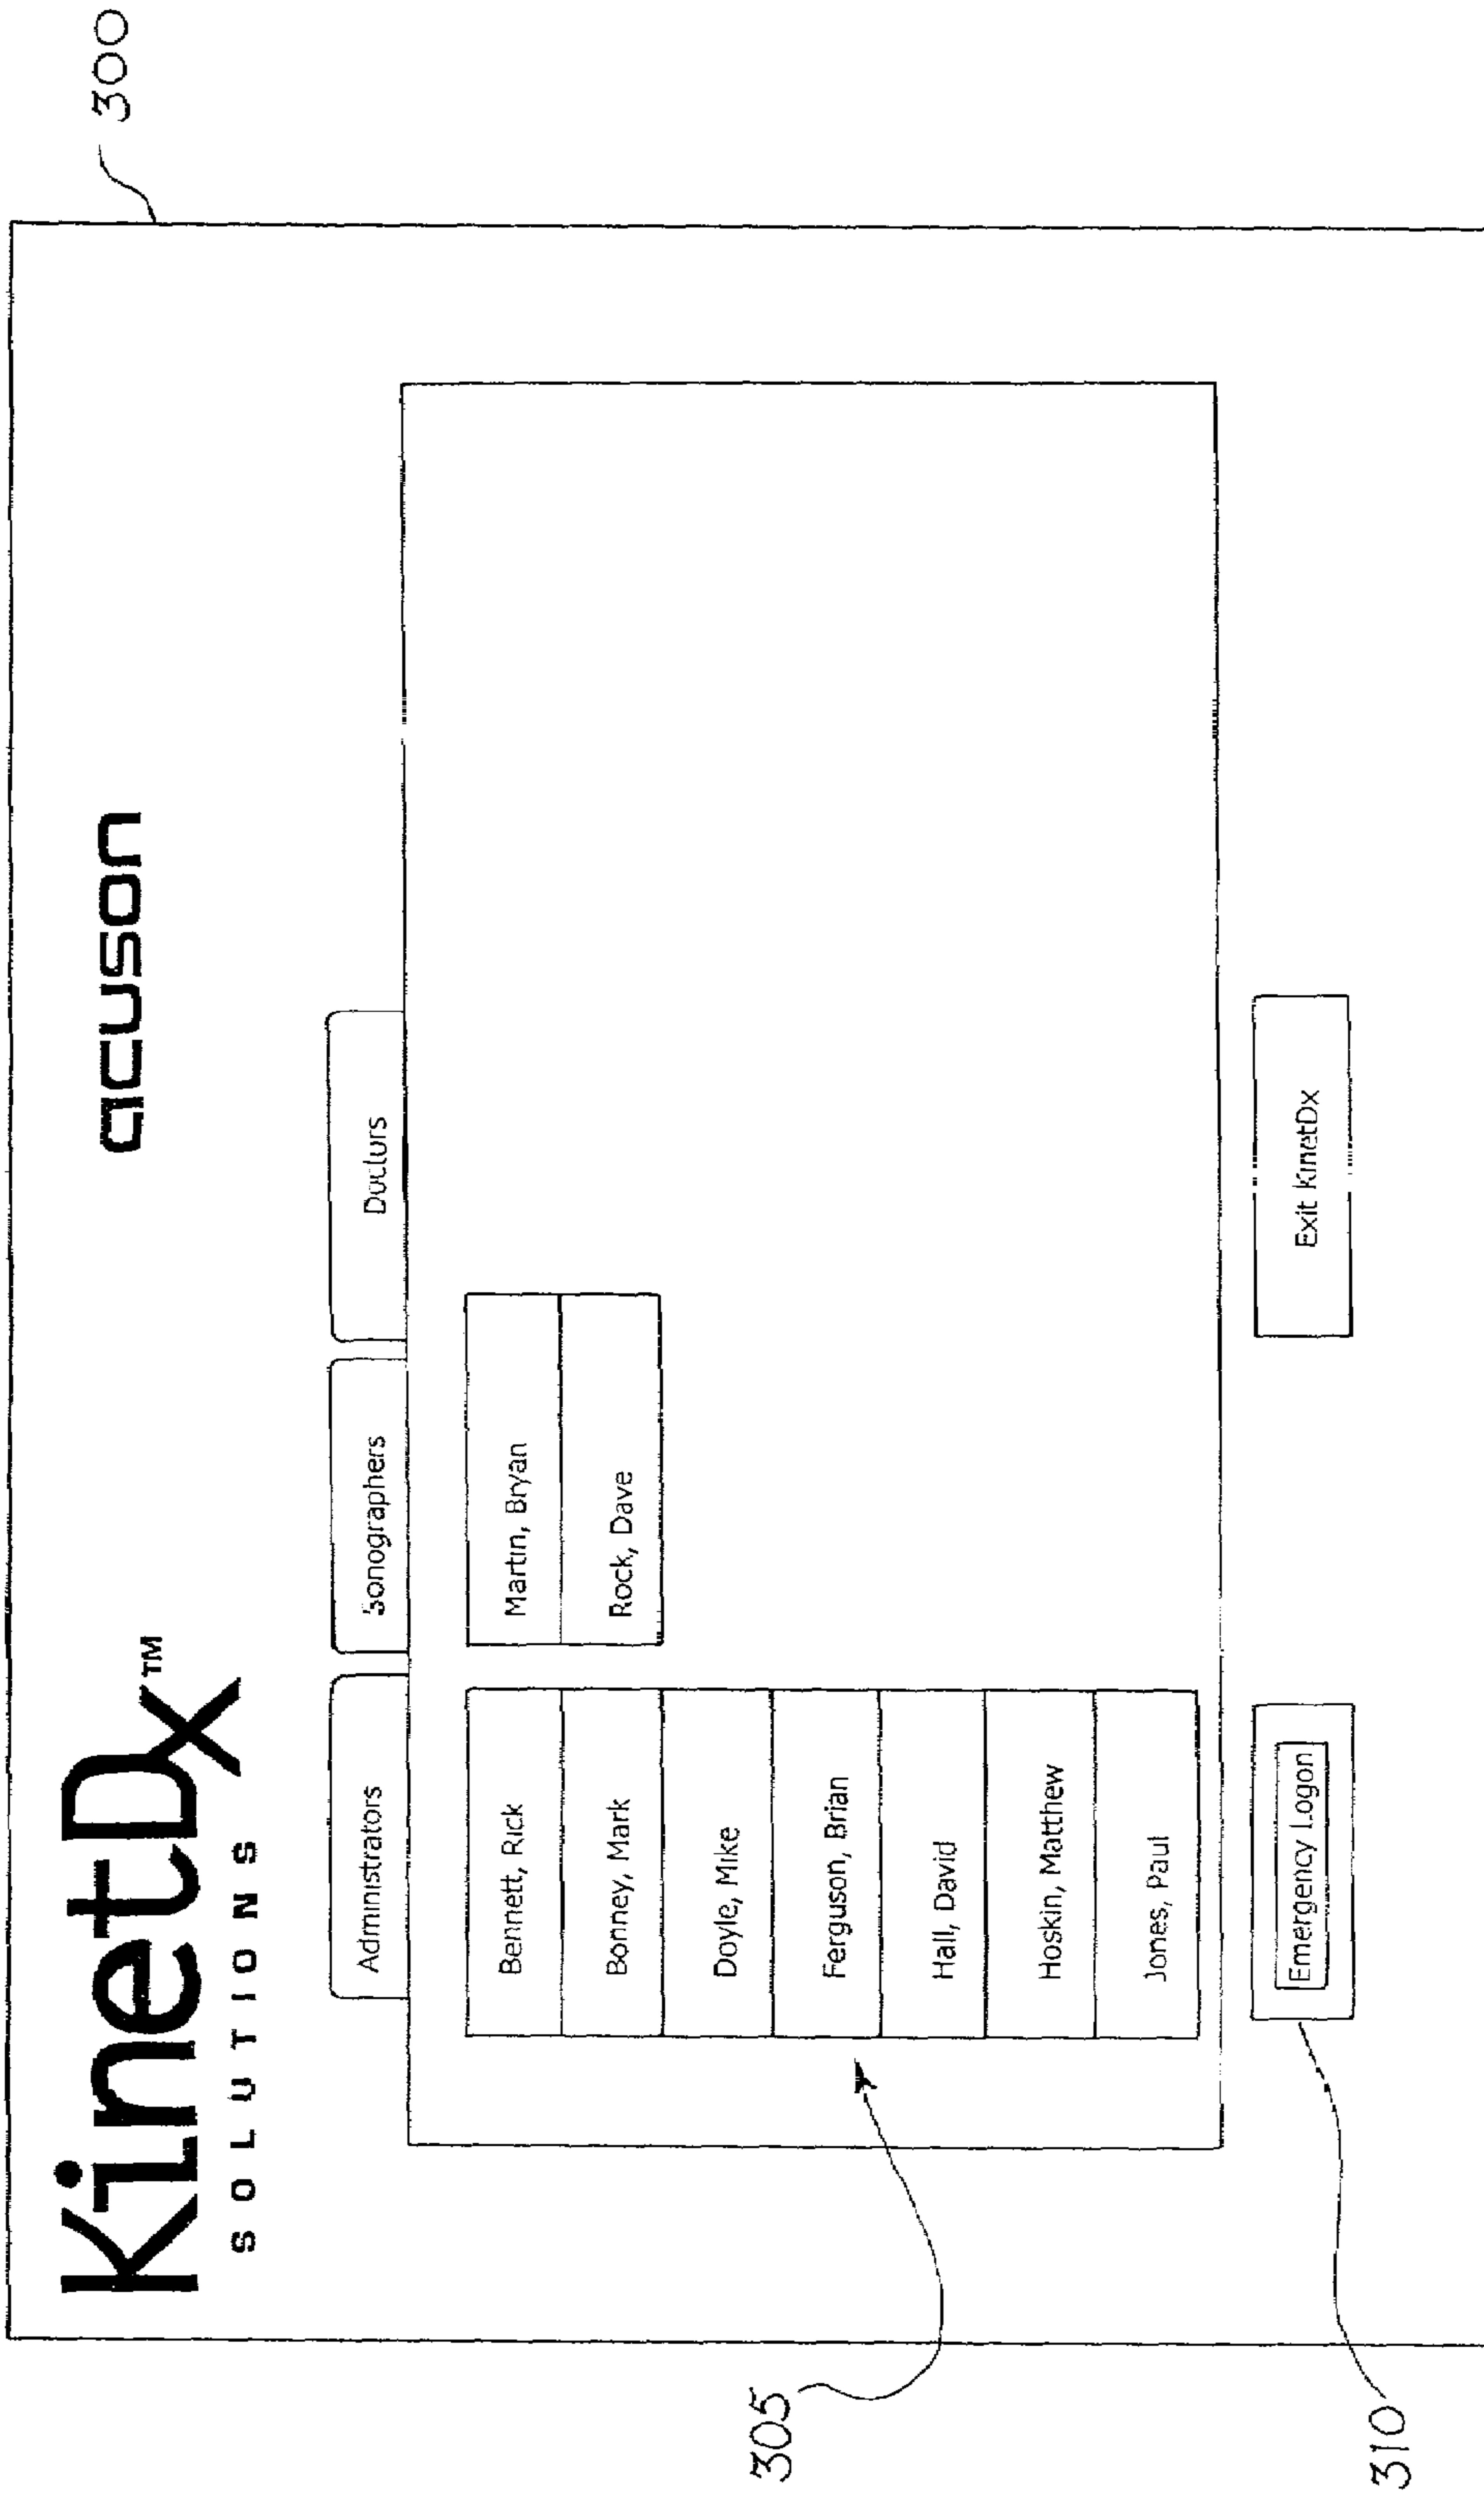 300
KinetDx™
SOLUTIONS
acuson
Administrators
Sonographers
Doctors
Bennett, Rick
Martin, Bryan
Bonney, Mark
Rock, Dave
Doyle, Mike
Ferguson, Brian
Hall, David
Hoskin, Matthew
Jones, Paul
305
Emergency Logon
Exit KinetDx
310